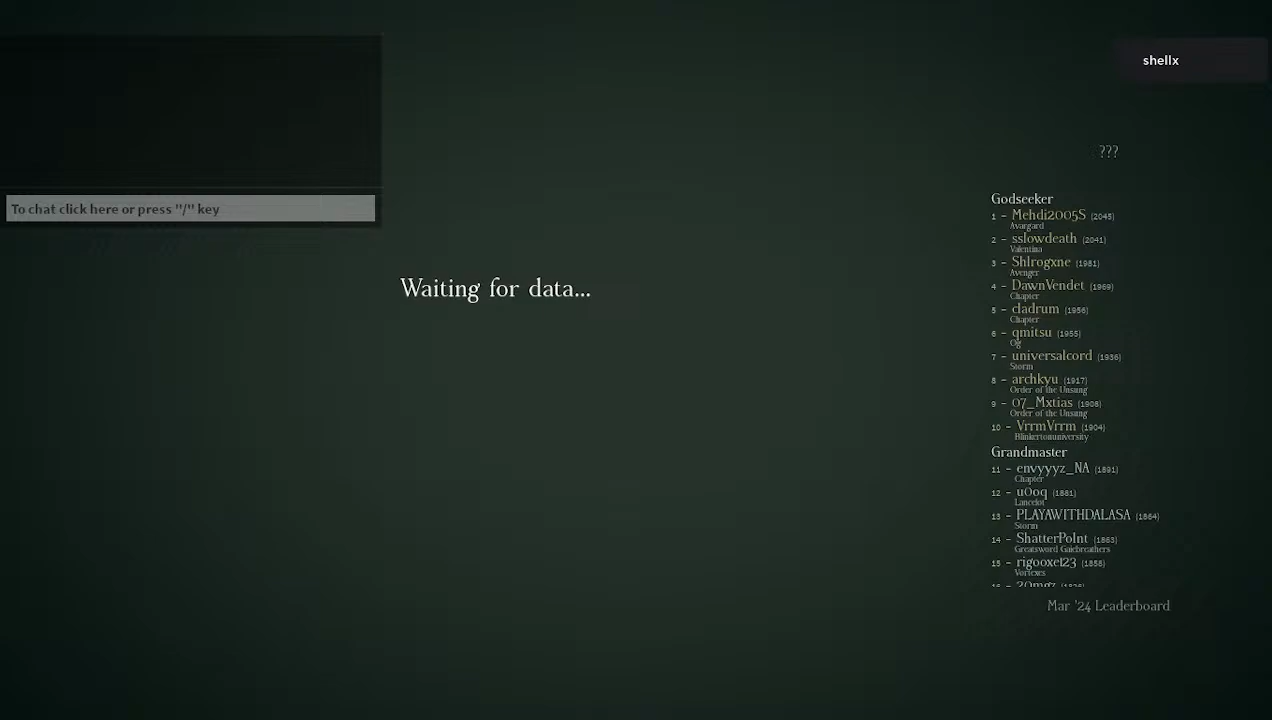 shellx
To chat click here or press "/" key
Waiting for data...
???
Godseeker
1 - Mehdi2005S (2045)
Avargard
2 - sslowdeath (2041)
Valentina
3 - Shlrogxne (1981)
Avenger
4 - DawnVendet (1969)
Chapter
5 - cladrum (1956)
Chapter
6 - qmitsu (1955)
Og
7 - universalcord (1936)
Storm
8 - archkyu (1917)
Order of the Unsung
9 - 07_Mxtias (1908)
Order of the Unsung
10 - VrrmVrrm (1904)
Blinkertonuniversity
Grandmaster
11 - envyyyz_NA (1891)
Chapter
12 - u0oq (1881)
Lancelot
13 - PLAYAWITHDALASA (1864)
Storm
14 - ShatterPoInt (1863)
Greatsword Gatebreathers
15 - rigooxe123 (1858)
Vortexes
Mar '24 Leaderboard